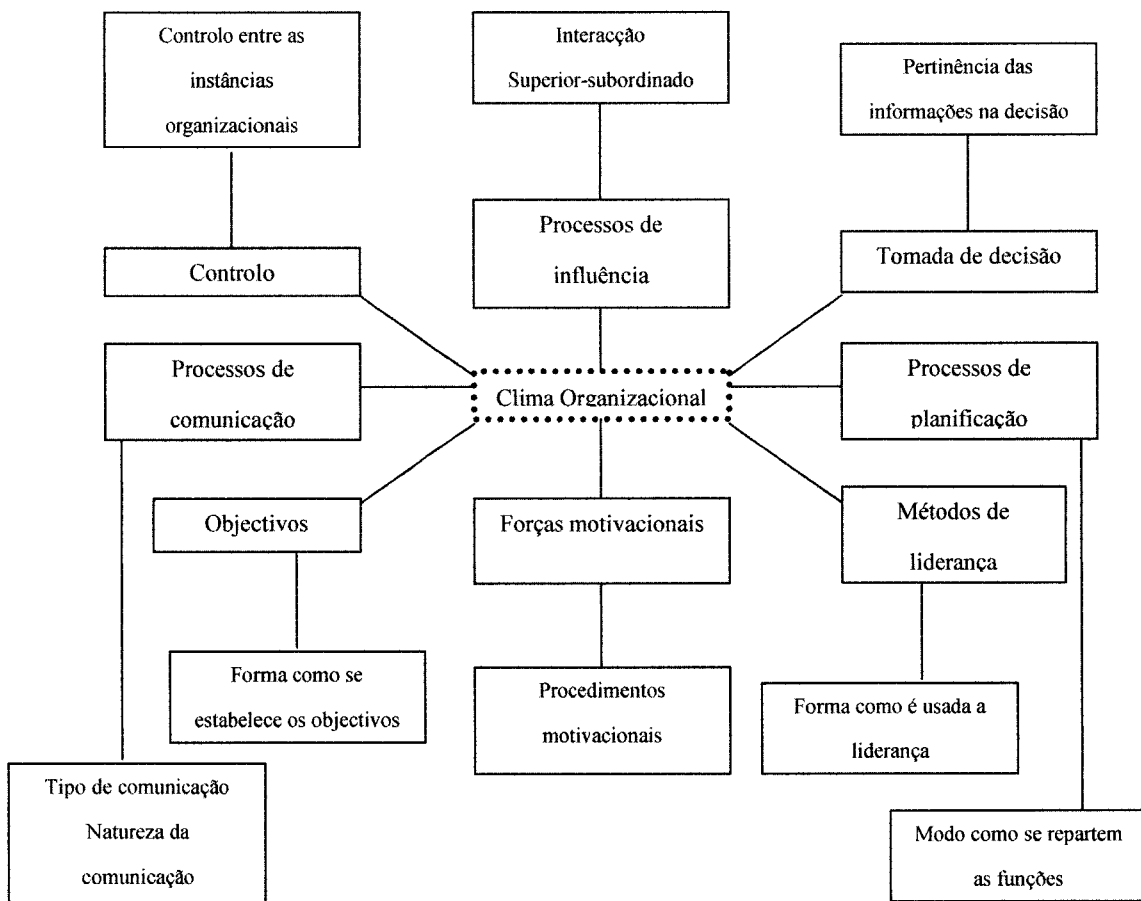 Controlo entre as
instâncias
organizacionais
Interacção
Superior-subordinado
Pertinência das
informações na decisão
Processos de
influência
Controlo
Tomada de decisão
Processos de
comunicação
Clima Organizacional
Processos de
planificação
Objectivos
Forças motivacionais
Métodos de
liderança
Forma como se
estabelece os objectivos
Procedimentos
motivacionais
Forma como é usada a
liderança
Tipo de comunicação
Natureza da
comunicação
Modo como se repartem
as funções